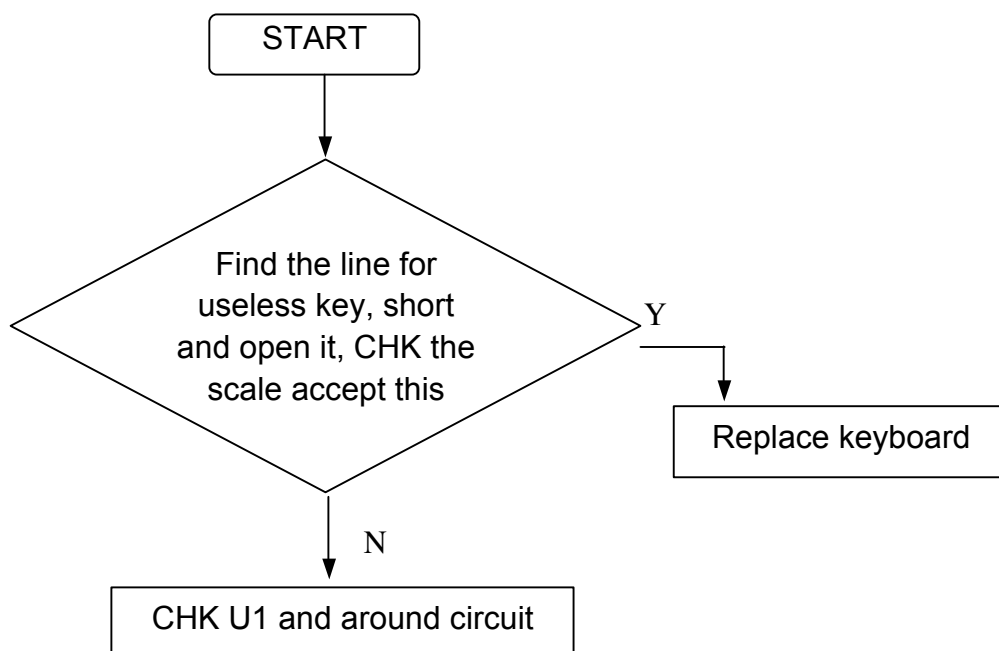 START
Find the line for
useless key, short
and open it, CHK the
scale accept this
Y
Replace keyboard
N
CHK U1 and around circuit